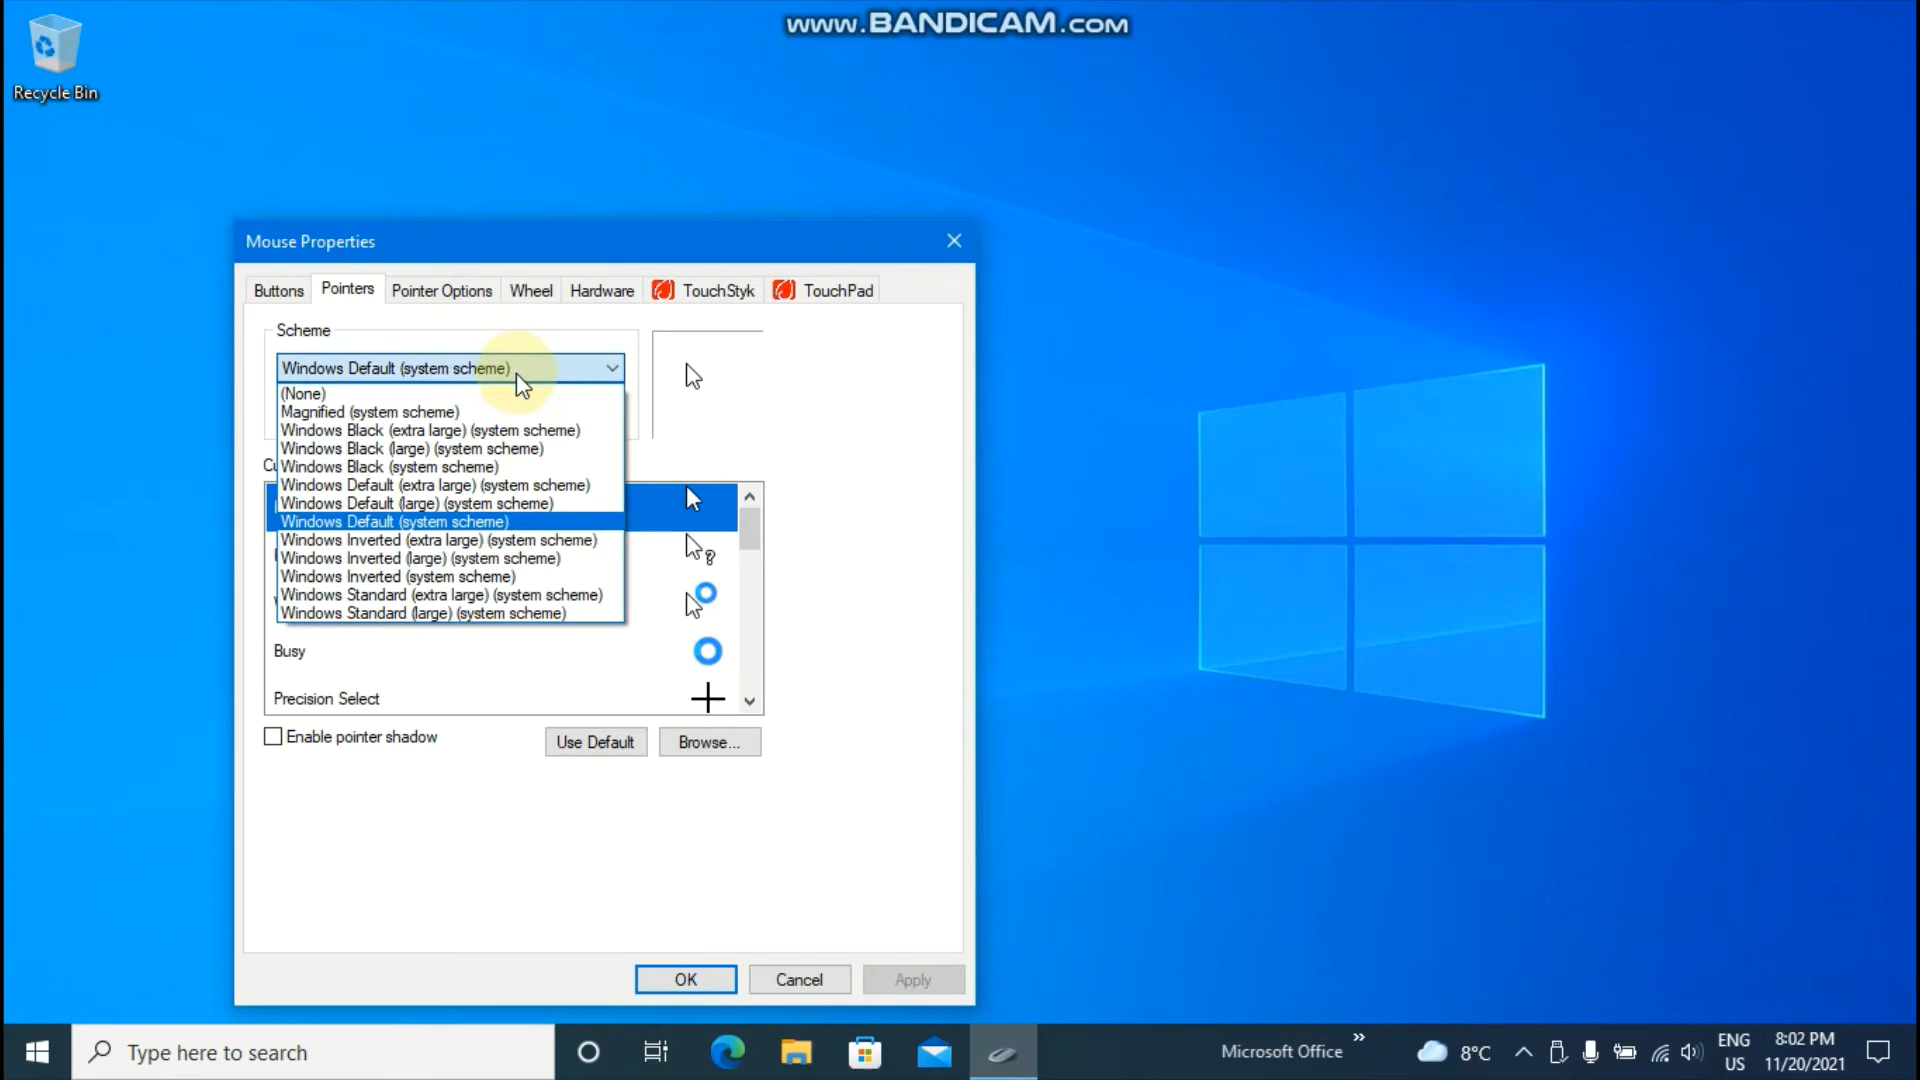 www.BANDICAM.com
Recycle Bin
Mouse Properties
Buttons
Pointers
Pointer Options
Wheel
Hardware
TouchStyk
TouchPad
Scheme
Windows Default (system scheme)
(None)
Magnified (system scheme)
Windows Black (extra large) (system scheme)
Windows Black (large) (system scheme)
Windows Black (system scheme)
Windows Default (extra large) (system scheme)
Windows Default (large) (system scheme)
Windows Default (system scheme)
Windows Inverted (extra large) (system scheme)
Windows Inverted (large) (system scheme)
Windows Inverted (system scheme)
Windows Standard (extra large) (system scheme)
Windows Standard (large) (system scheme)
Busy
Precision Select
Enable pointer shadow
Use Default
Browse...
OK
Cancel
Apply
Type here to search
Microsoft Office
8°C
ENG
US
8:02 PM
11/20/2021